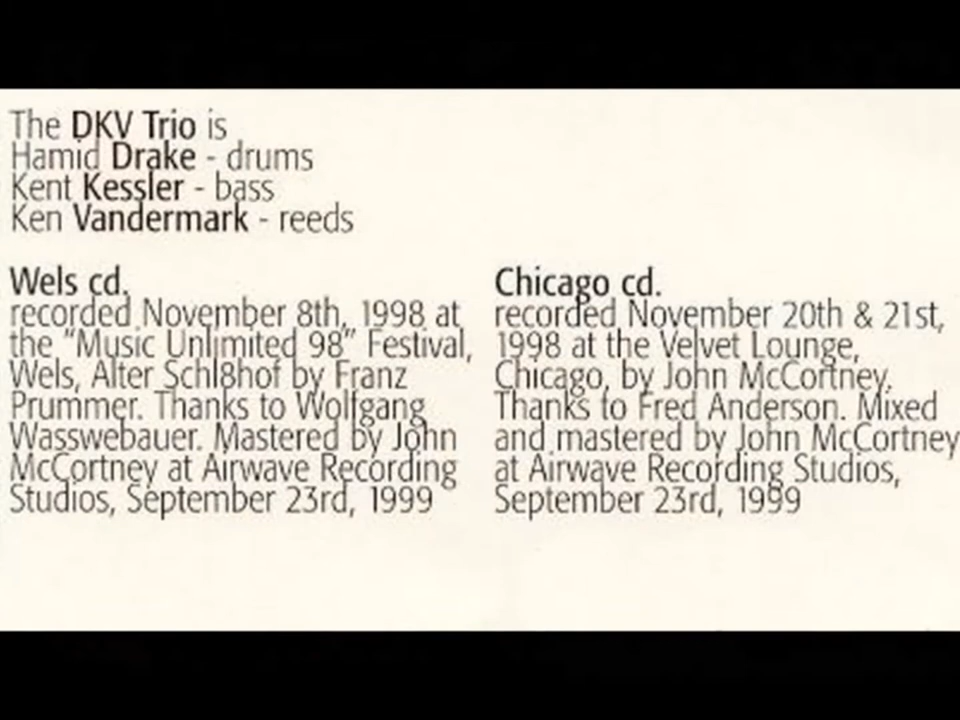 The DKV Trio is
Hamid Drake - drums
Kent Kessler - bass
Ken Vandermark - reeds
Wels cd.
recorded November 8th, 1998 at
the "Music Unlimited 98" Festival,
Wels, Alter Schl8hof by Franz
Prummer. Thanks to Wolfgang
Wasswebauer. Mastered by John
McCortney at Airwave Recording
Studios, September 23rd, 1999
Chicago cd.
recorded November 20th & 21st,
1998 at the Velvet Lounge,
Chicago, by John McCortney.
Thanks to Fred Anderson. Mixed
and mastered by John McCortney
at Airwave Recording Studios,
September 23rd, 1999